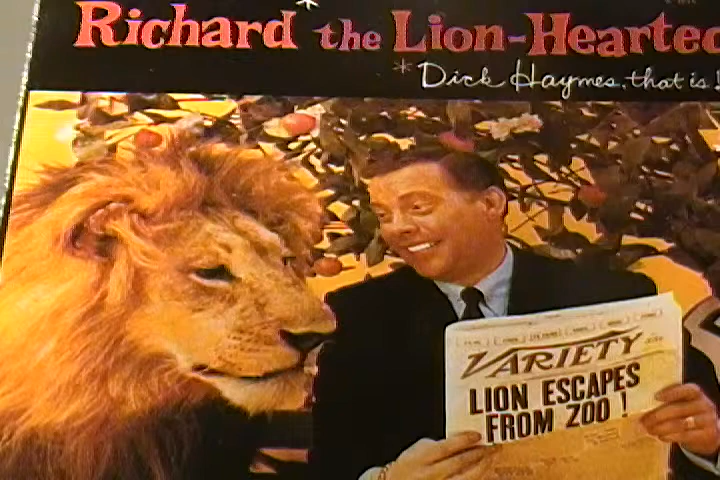 Richard * the Lion-Hearted
* Dick Haymes, that is!
VARIETY
LION ESCAPES
FROM ZOO !